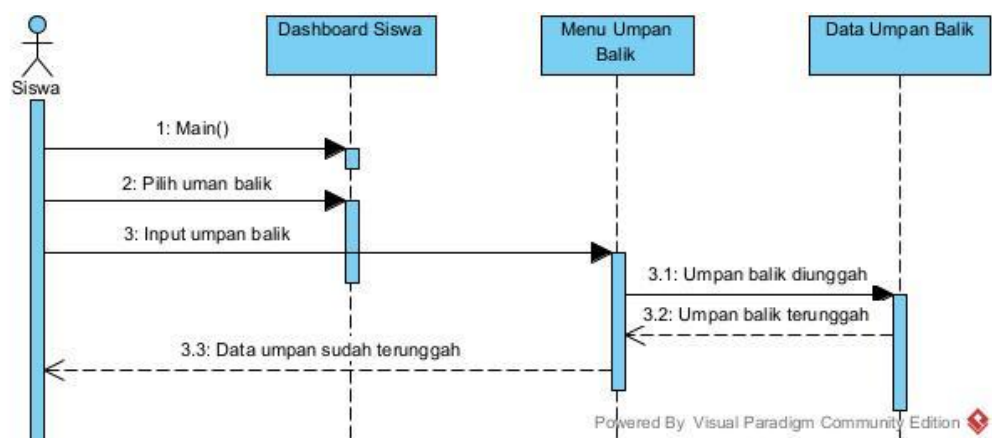 Siswa
Dashboard Siswa
Menu Umpan
Balik
Data Umpan Balik
1: Main()
2: Pilih uman balik
3: Input umpan balik
3.1: Umpan balik diunggah
3.2: Umpan balik terunggah
3.3: Data umpan sudah terunggah
Powered By Visual Paradigm Community Edition